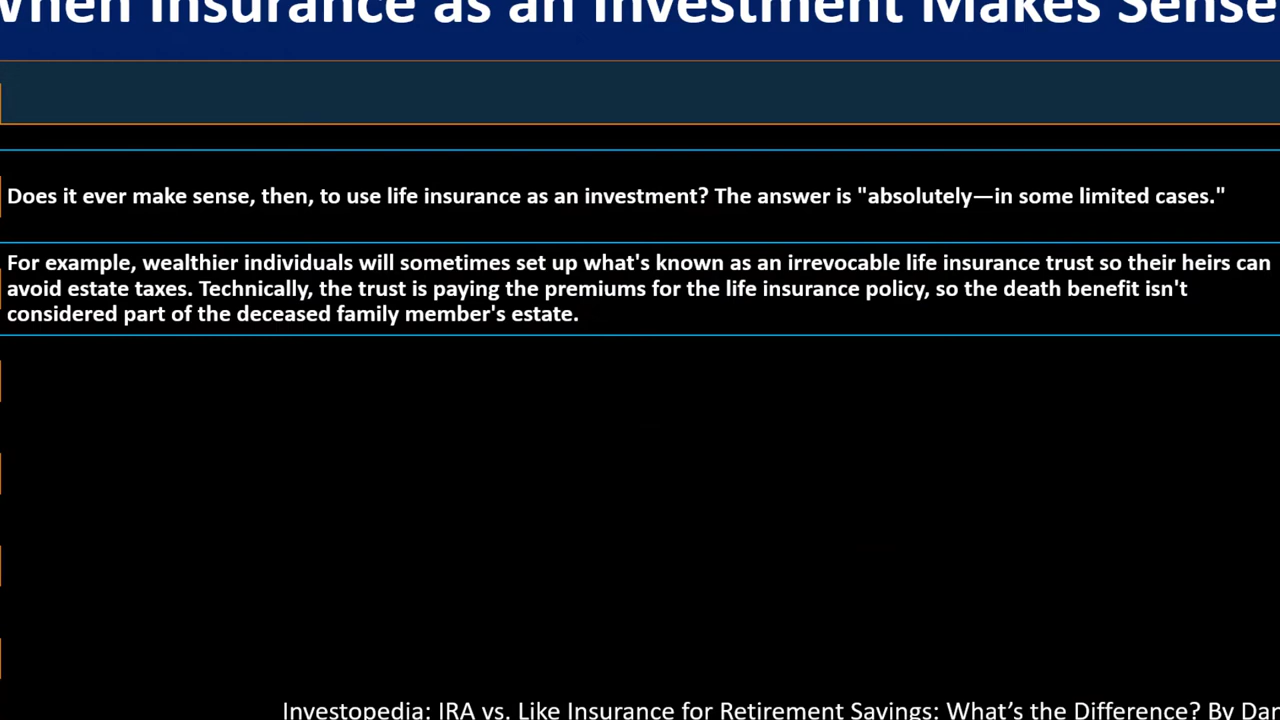 When Insurance as an Investment Makes Sense
Does it ever make sense, then, to use life insurance as an investment? The answer is "absolutely—in some limited cases."
For example, wealthier individuals will sometimes set up what's known as an irrevocable life insurance trust so their heirs can
avoid estate taxes. Technically, the trust is paying the premiums for the life insurance policy, so the death benefit isn't
considered part of the deceased family member's estate.
Investopedia: IRA vs. Like Insurance for Retirement Savings: What’s the Difference? By Dan